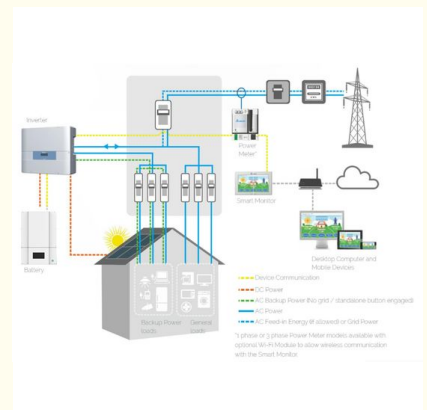 Inverter
Power
Meter*
Smart Monitor
Battery
Desktop Computer and
Mobile Devices
Backup Power
loads
General
Loads
Device Communication
DC Power
AC Backup Power (No grid / standalone button engaged)
AC Power
AC Feed-in Energy (if allowed) or Grid Power
*1 phase or 3 phase Power Meter models available with
optional Wi-Fi Module to allow wireless communication
with the Smart Monitor